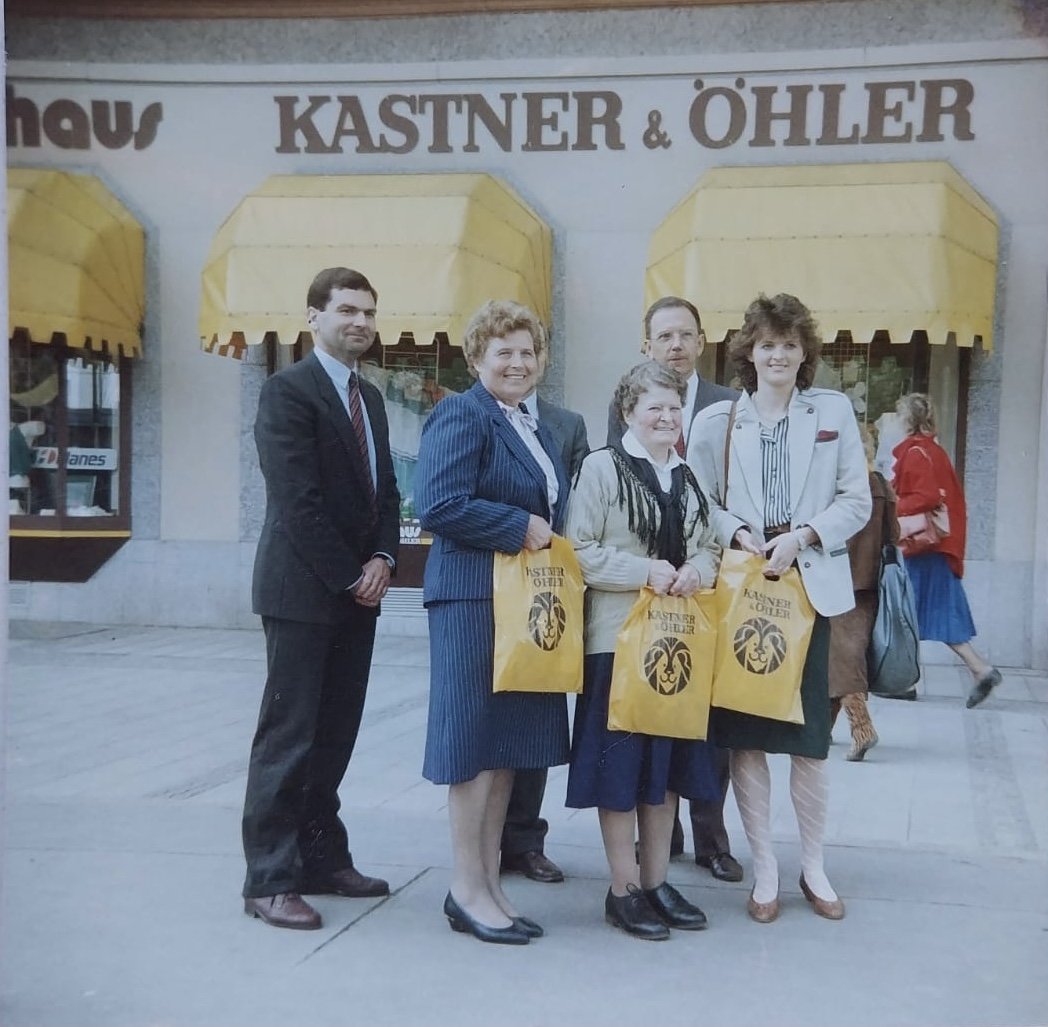 haus KASTNER & ÖHLER
Hanes
KASTNER
& ÖHLER
KASTNER
& ÖHLER
KASTNER
& ÖHLER